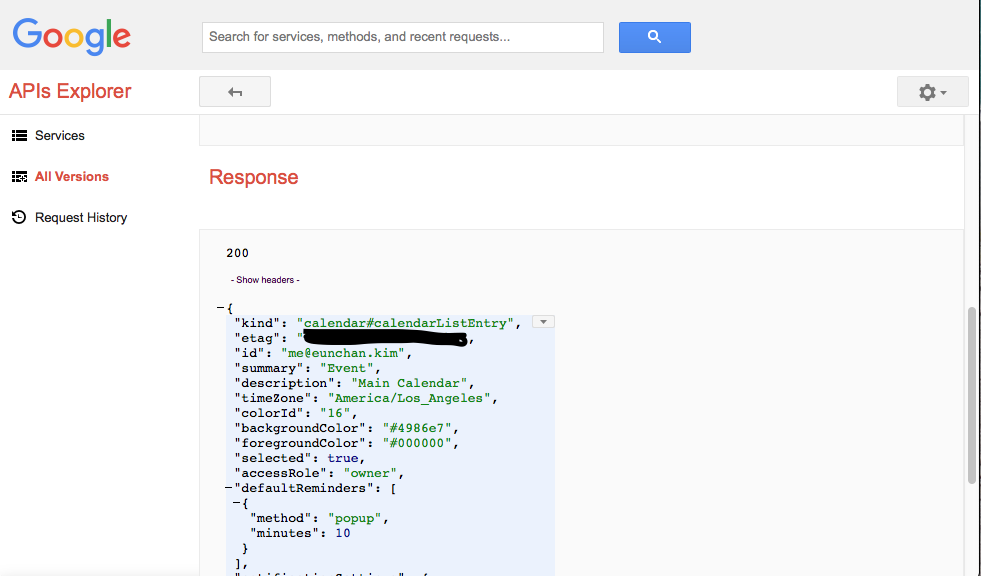 Google
Search for services, methods, and recent requests...
APIs Explorer
Services
All Versions
Request History
Response
200
- Show headers -
{
"kind": "calendar#calendarListEntry",
"etag": "
,
"id": "me@eunchan.kim",
"summary": "Event",
"description": "Main Calendar",
"timeZone": "America/Los_Angeles",
"colorId": "16",
"backgroundColor": "#4986e7",
"foregroundColor": "#000000",
"selected": true,
"accessRole": "owner",
"defaultReminders": [
{
"method": "popup",
"minutes": 10
}
],